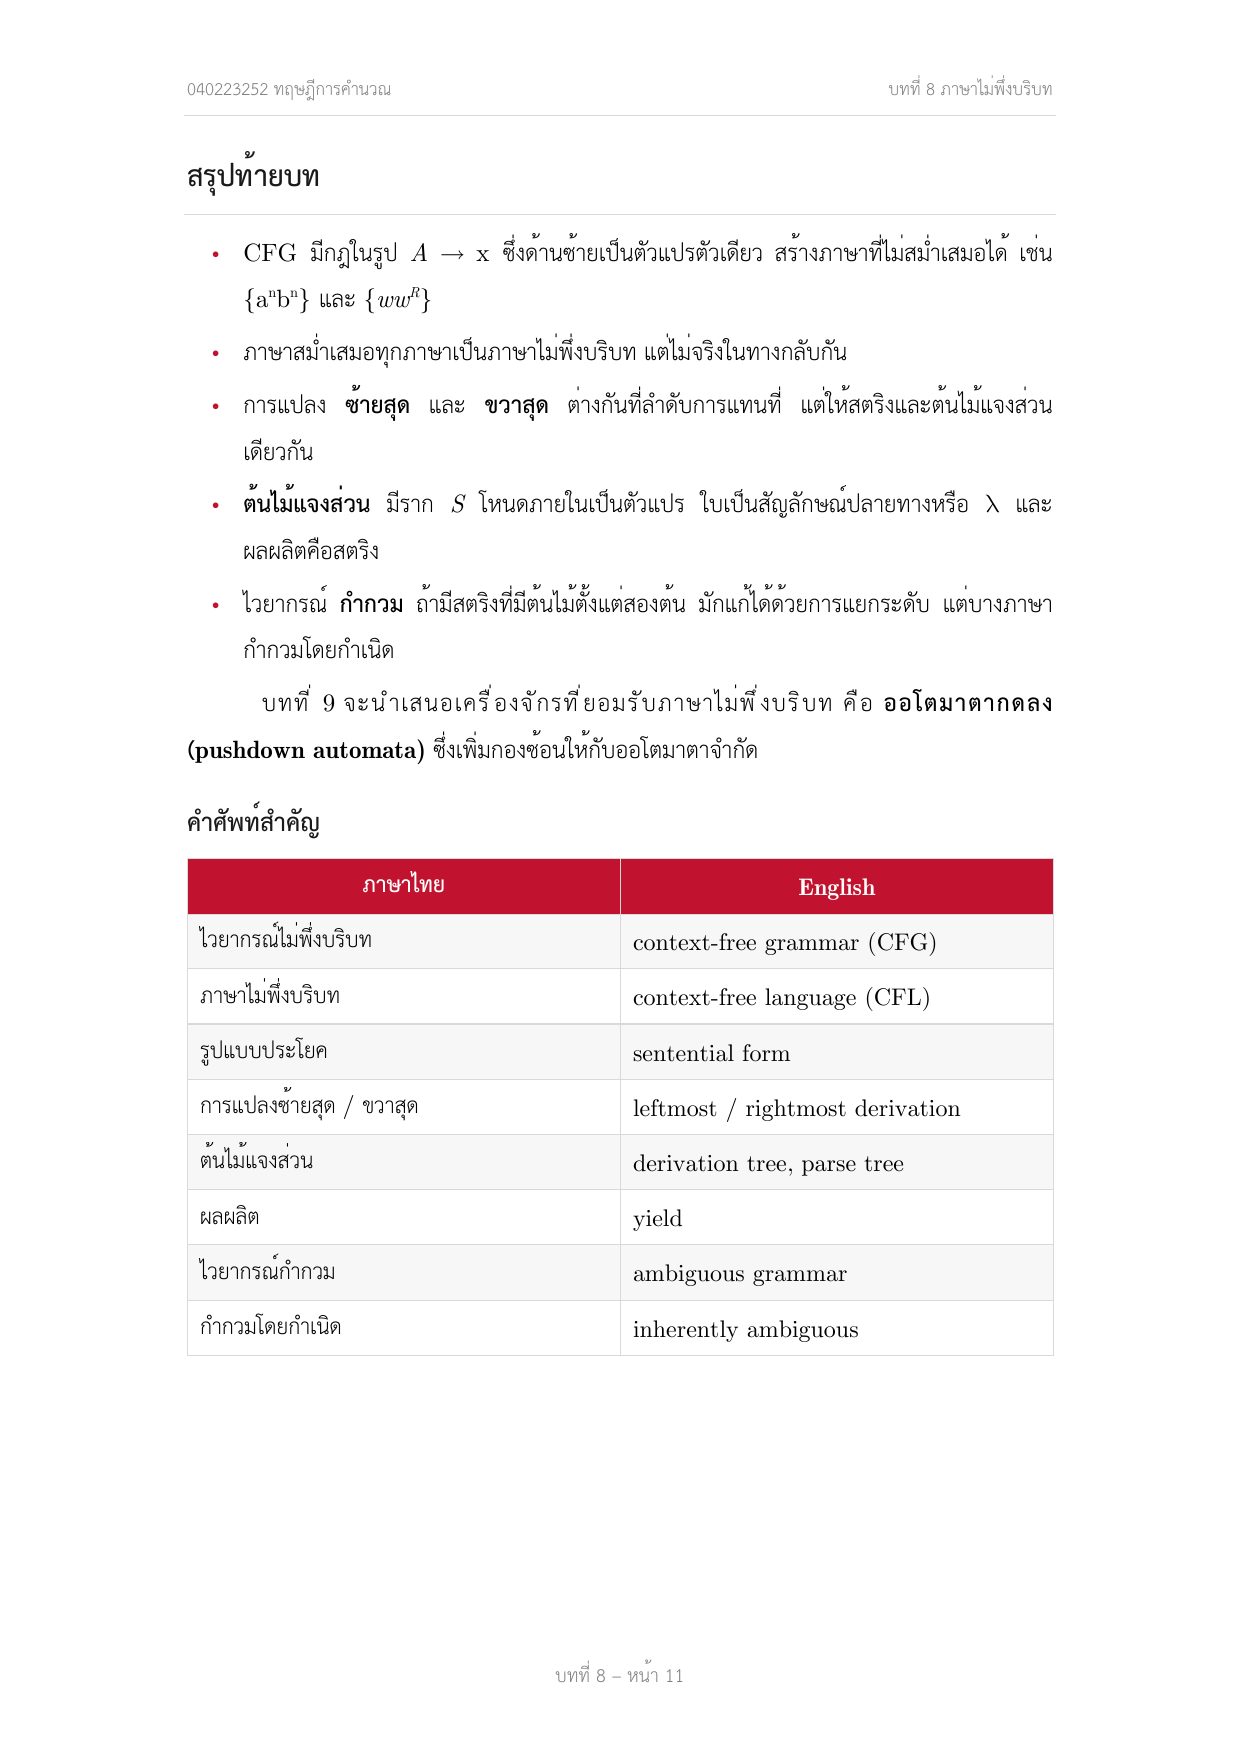 040223252 ทฤษฎีการคำนวณ บทที่ 8 ภาษาไม่พึ่งบริบท
สรุปท้ายบท
• CFG มีกฎในรูป A → x ซึ่งด้านซ้ายเป็นตัวแปรตัวเดียว สร้างภาษาที่ไม่สม่ำเสมอได้ เช่น
{aⁿbⁿ} และ {wwᴿ}
• ภาษาสม่ำเสมอทุกภาษาเป็นภาษาไม่พึ่งบริบท แต่ไม่จริงในทางกลับกัน
• การแปลง ซ้ายสุด และ ขวาสุด ต่างกันที่ลำดับการแทนที่ แต่ให้สตริงและต้นไม้แจงส่วน
เดียวกัน
• ต้นไม้แจงส่วน มีราก S โหนดภายในเป็นตัวแปร ใบเป็นสัญลักษณ์ปลายทางหรือ λ และ
ผลผลิตคือสตริง
• ไวยากรณ์ กำกวม ถ้ามีสตริงที่มีต้นไม้ตั้งแต่สองต้น มักแก้ได้ด้วยการแยกระดับ แต่บางภาษา
กำกวมโดยกำเนิด
บทที่ 9 จะนำเสนอเครื่องจักรที่ยอมรับภาษาไม่พึ่งบริบท คือ ออโตมาตากดลง
(pushdown automata) ซึ่งเพิ่มกองซ้อนให้กับออโตมาตาจำกัด
คำศัพท์สำคัญ
ภาษาไทย English
ไวยากรณ์ไม่พึ่งบริบท context-free grammar (CFG)
ภาษาไม่พึ่งบริบท context-free language (CFL)
รูปแบบประโยค sentential form
การแปลงซ้ายสุด / ขวาสุด leftmost / rightmost derivation
ต้นไม้แจงส่วน derivation tree, parse tree
ผลผลิต yield
ไวยากรณ์กำกวม ambiguous grammar
กำกวมโดยกำเนิด inherently ambiguous
บทที่ 8 – หน้า 11